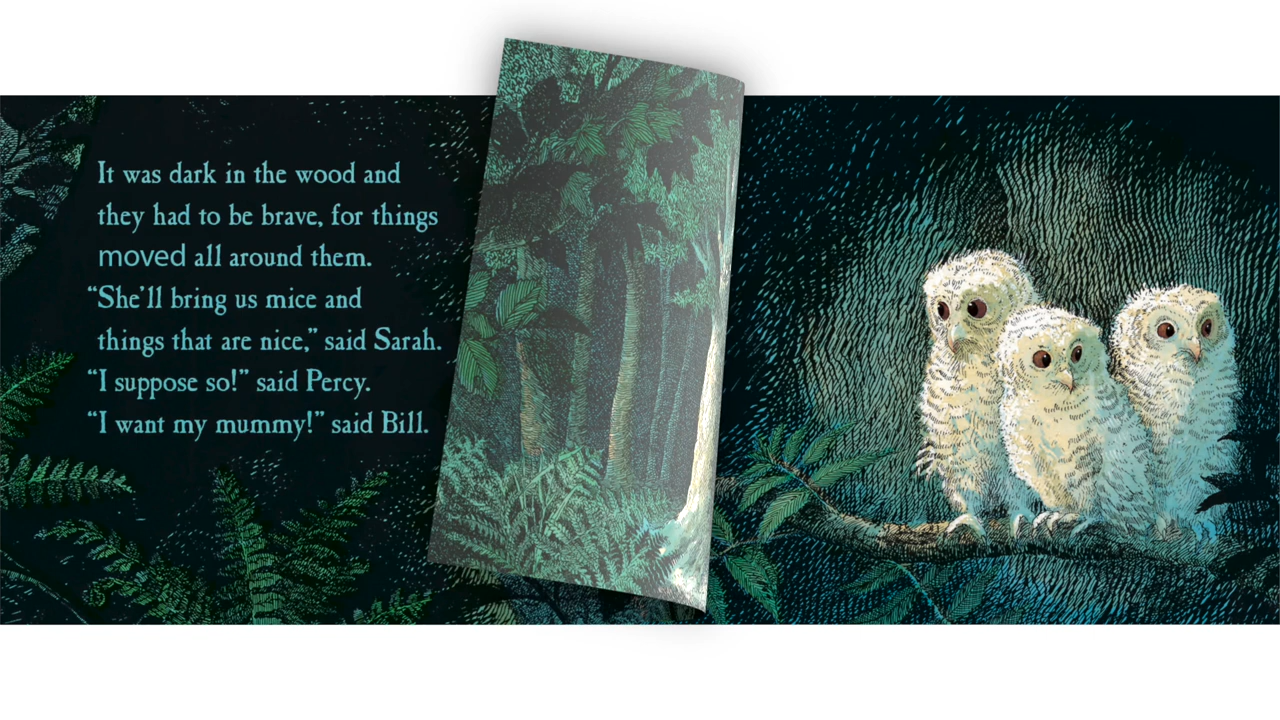 It was dark in the wood and
they had to be brave, for things
moved all around them.
“She’ll bring us mice and
things that are nice,” said Sarah.
“I suppose so!” said Percy.
“I want my mummy!” said Bill.